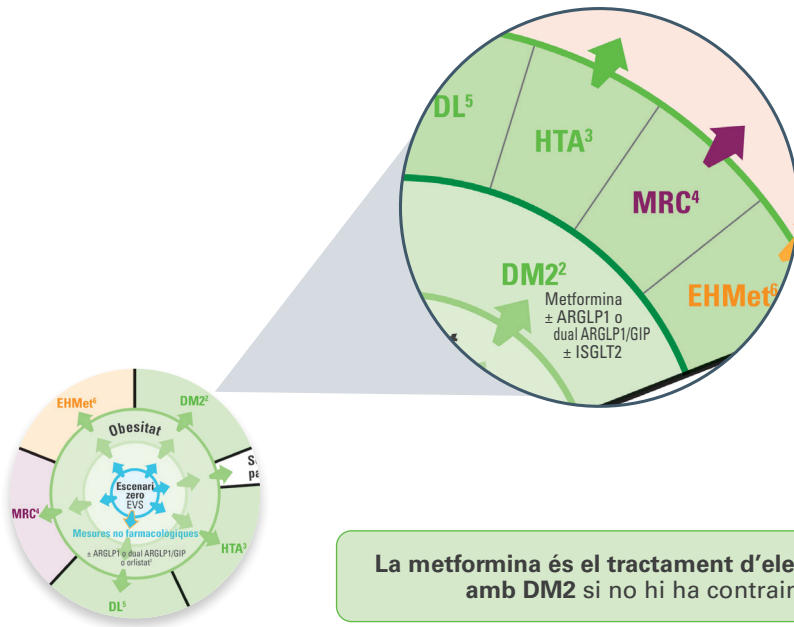 DL⁵
HTA³
MRC⁴
EHMet⁶
DM2²
Metformina
± ARGLP1 o
dual ARGLP1/GIP
± ISGLT2
EHMet⁶
DM2²
Obesitat
MRC⁴
Escenari
zero
EVS
Mesures no farmacològiques
± ARGLP1 o dual ARGLP1/GIP
HTA³
DL⁵
La metformina és el tractament d'ele
amb DM2 si no hi ha contrain